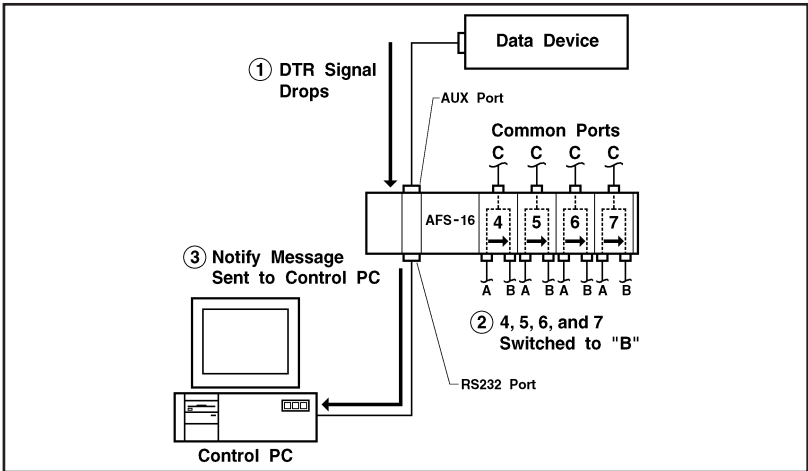 Data Device
① DTR Signal
Drops
AUX Port
Common Ports
C C C C
AFS-16 4 5 6 7
③ Notify Message
Sent to Control PC
A B A B A B A B
② 4, 5, 6, and 7
Switched to "B"
RS232 Port
Control PC